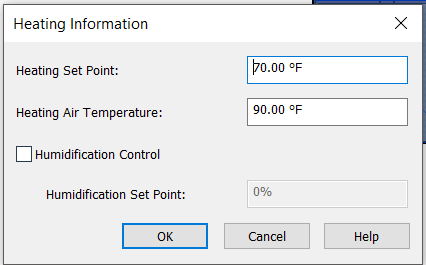 Heating Information
Heating Set Point: 70.00 °F
Heating Air Temperature: 90.00 °F
Humidification Control
Humidification Set Point: 0%
OK Cancel Help